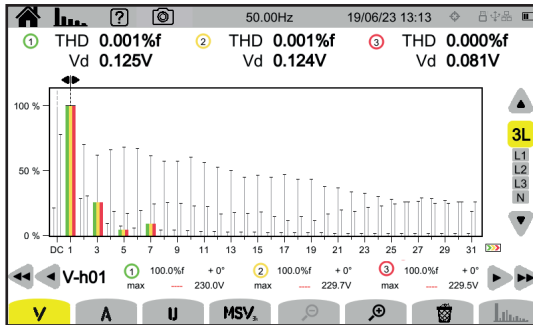 ? 50.00Hz 19/06/23 13:13
1 THD 0.001%f 2 THD 0.001%f 3 THD 0.000%f
Vd 0.125V Vd 0.124V Vd 0.081V
100 %
50 %
0 %
DC 1 3 5 7 9 11 13 15 17 19 21 23 25 27 29 31
3L
L1
L2
L3
N
V-h01 1 100.0%f + 0° 2 100.0%f + 0° 3 100.0%f + 0°
max ---- 230.0V max ---- 229.7V max ---- 229.5V
V A U MSV